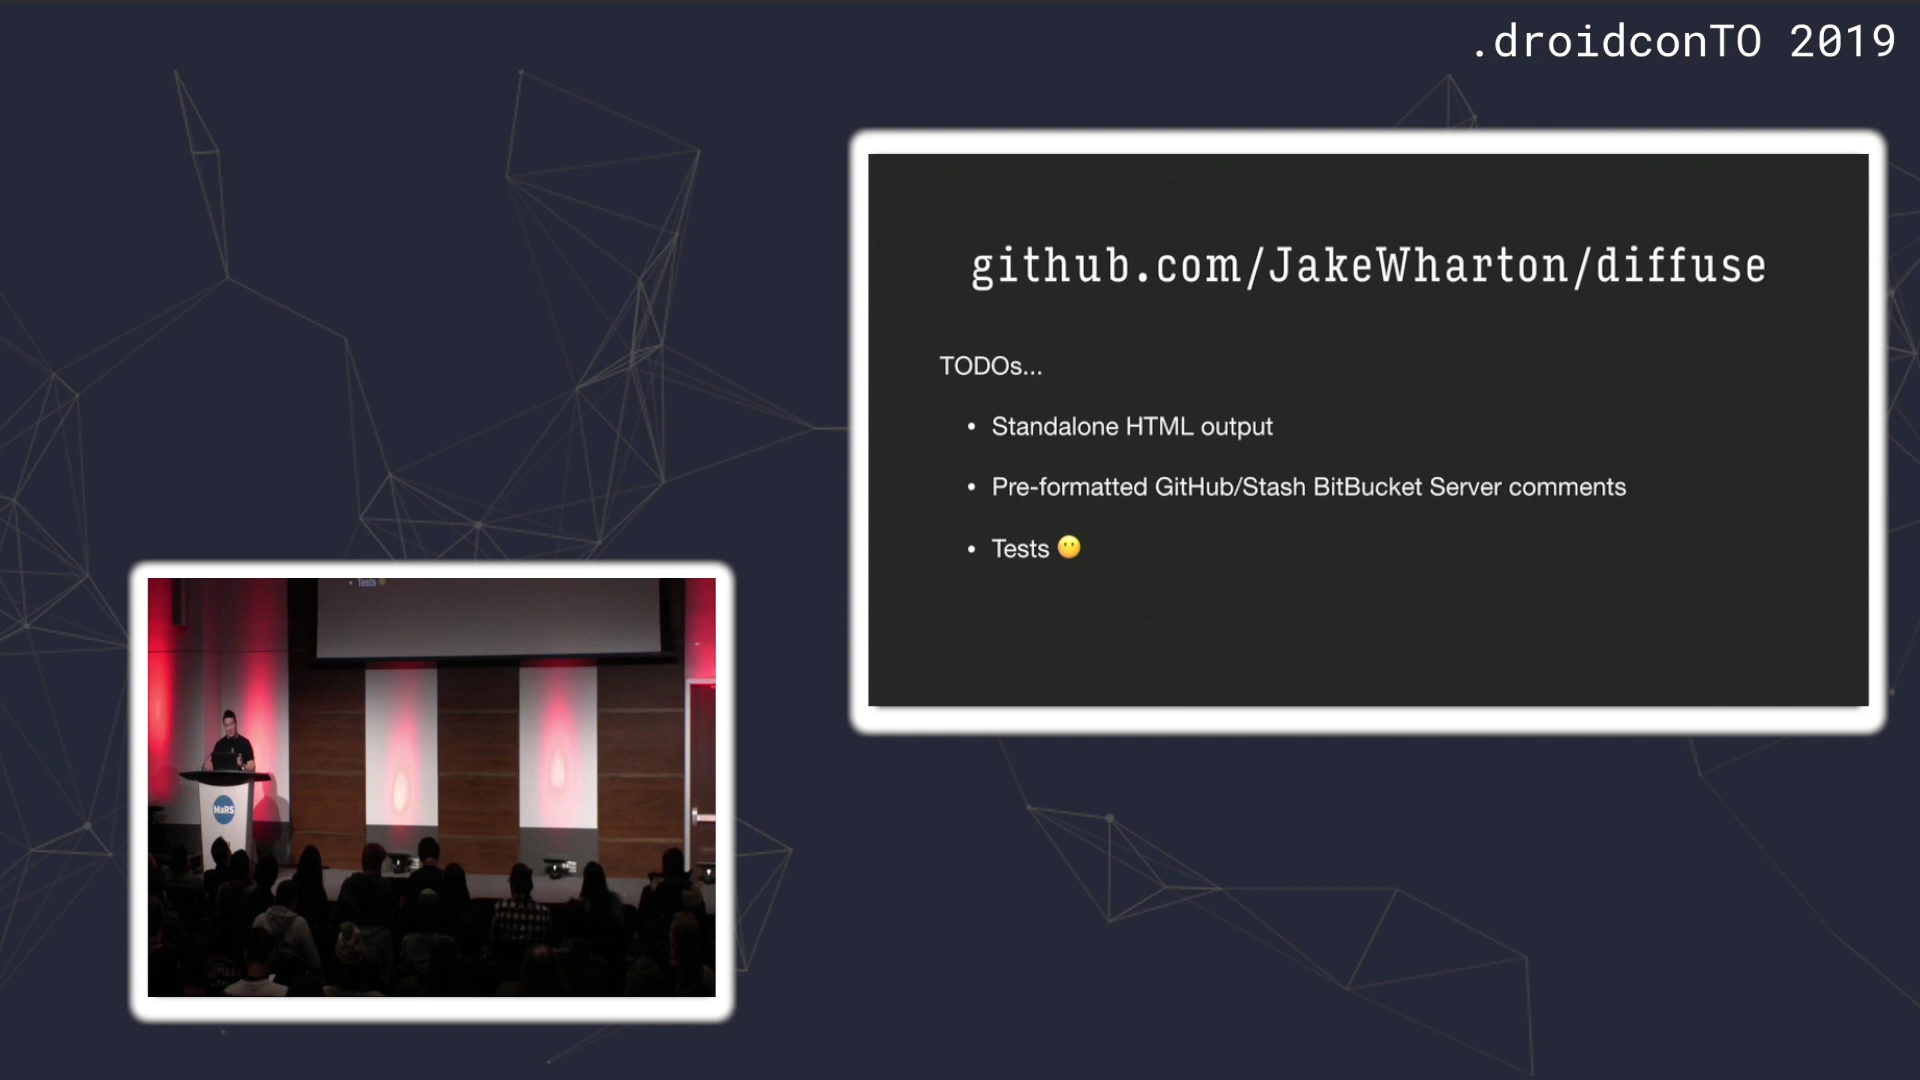 .droidconTO 2019
github.com/JakeWharton/diffuse
TODOs...
• Standalone HTML output
• Pre-formatted GitHub/Stash BitBucket Server comments
• Tests 😶
• Tests
MaRS